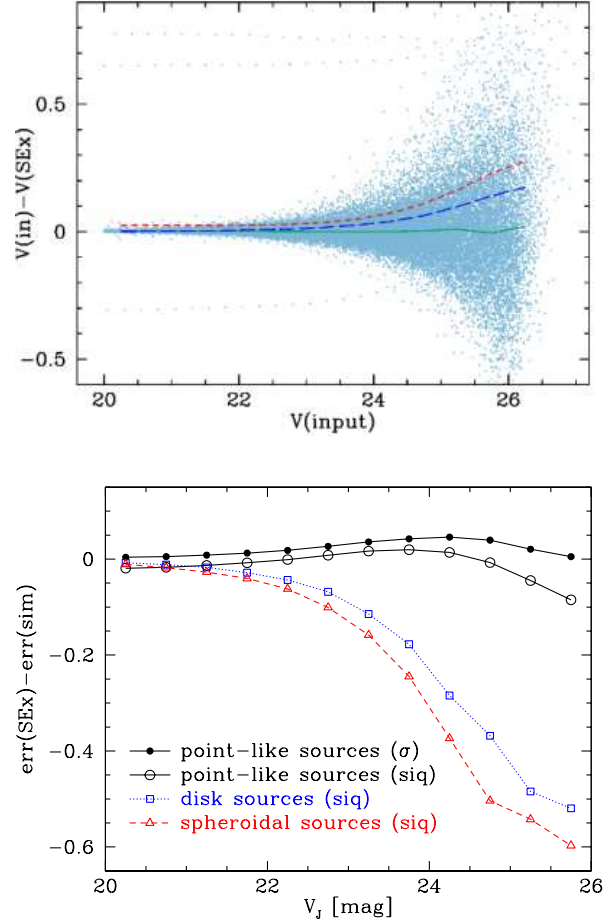 V(in)−V(SEx)
0.5
0
−0.5
20
22
24
26
V(input)
err(SEx)−err(sim)
0
−0.2
−0.4
−0.6
point−like sources (σ)
point−like sources (siq)
disk sources (siq)
spheroidal sources (siq)
20
22
24
26
V_J [mag]